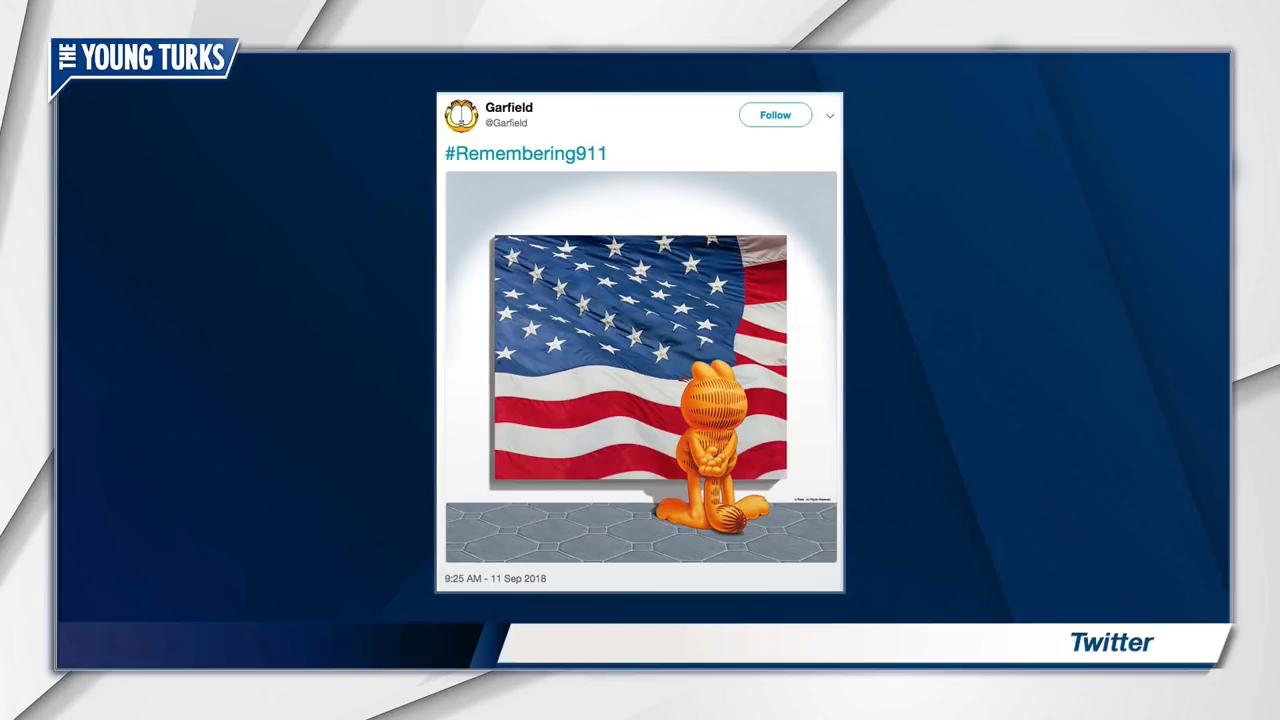 THE YOUNG TURKS
Garfield
@Garfield
Follow
#Remembering911
9:25 AM - 11 Sep 2018
Twitter